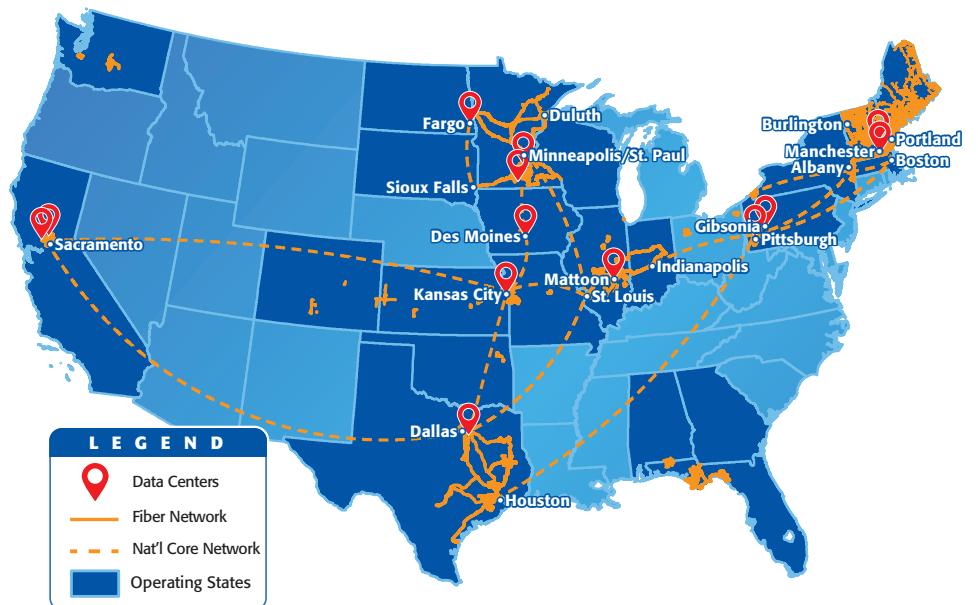 Fargo
Duluth
Minneapolis/St. Paul
Sioux Falls
Des Moines
Sacramento
Kansas City
Mattoon
St. Louis
Indianapolis
Burlington
Portland
Manchester
Boston
Albany
Gibsonia
Pittsburgh
Dallas
Houston
LEGEND
Data Centers
Fiber Network
Nat'l Core Network
Operating States